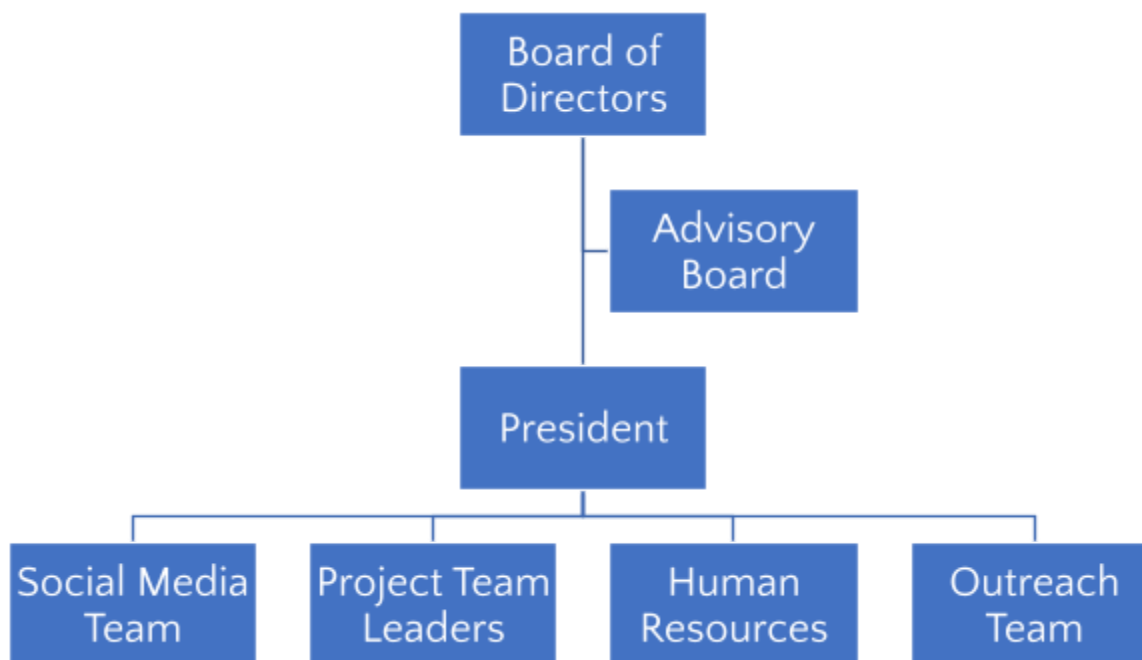 Board of
Directors
Advisory
Board
President
Social Media
Team
Project Team
Leaders
Human
Resources
Outreach
Team